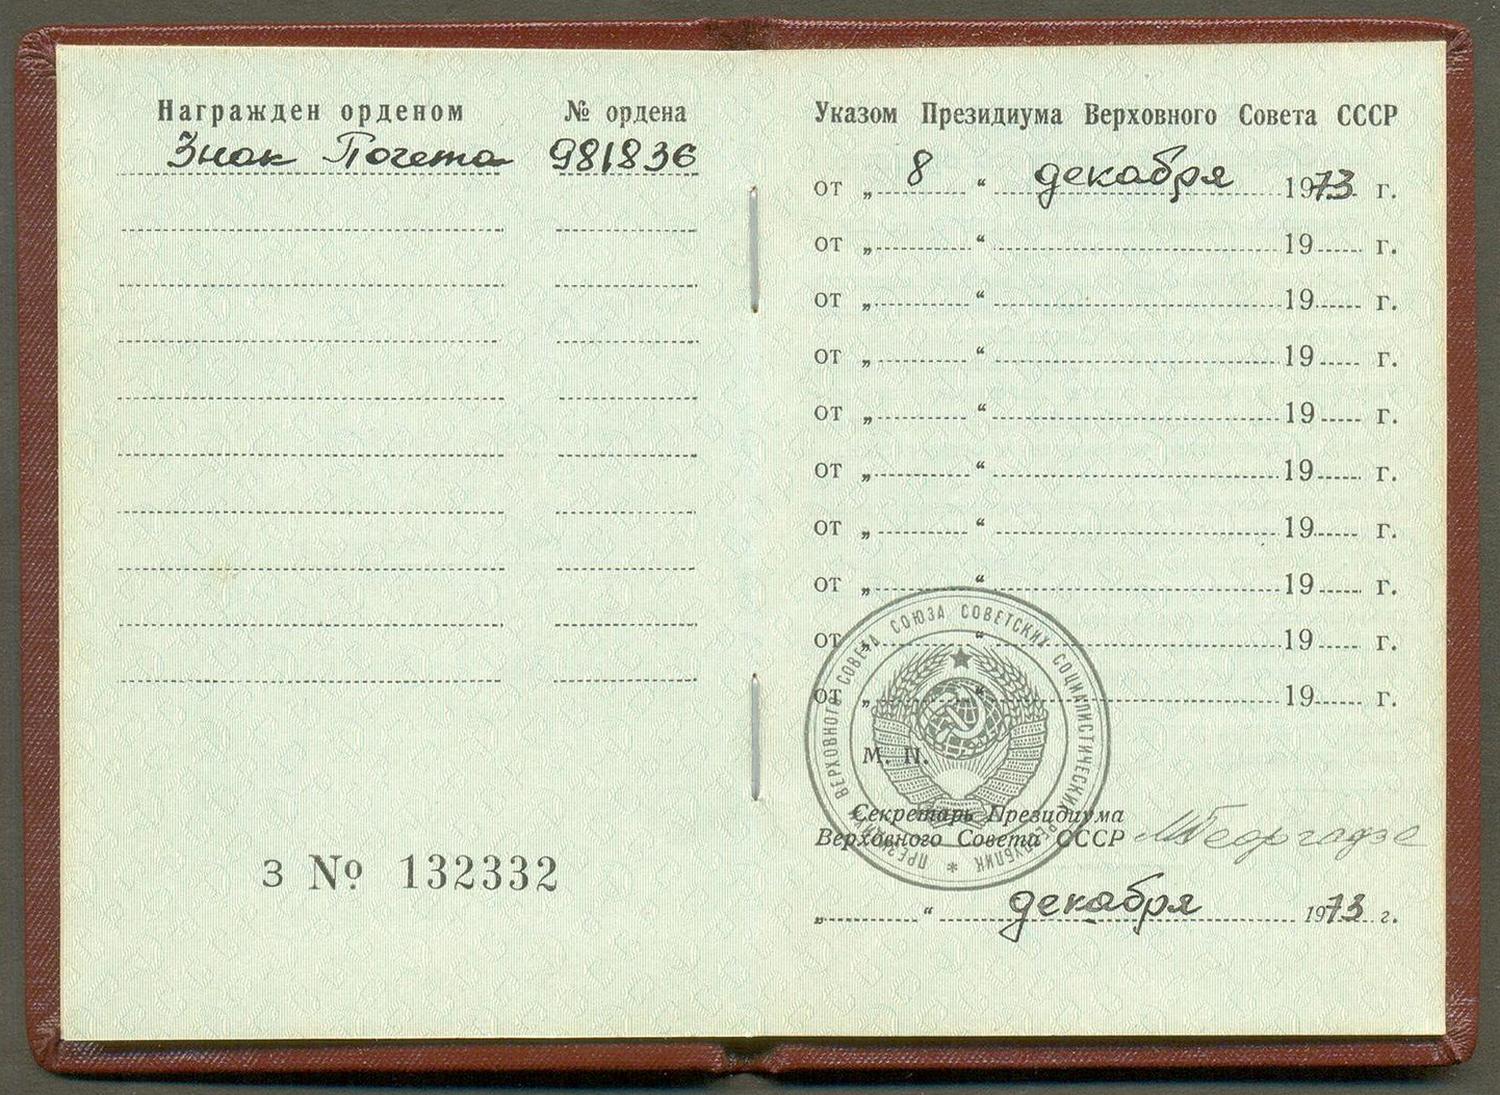 Награжден орденом № ордена
Знак Почета 981836
З № 132332
Указом Президиума Верховного Совета СССР
от „ 8 “ декабря 1973 г.
от „ “ 19 г.
от „ “ 19 г.
от „ “ 19 г.
от „ “ 19 г.
от „ “ 19 г.
от „ “ 19 г.
от „ “ 19 г.
от „ “ 19 г.
от „ “ 19 г.
М. П.
ПРЕЗИДИУМ ВЕРХОВНОГО СОВЕТА СОЮЗА СОВЕТСКИХ СОЦИАЛИСТИЧЕСКИХ РЕСПУБЛИК *
Секретарь Президиума
Верховного Совета СССР МГеоргадзе
„ “ декабря 1973 г.